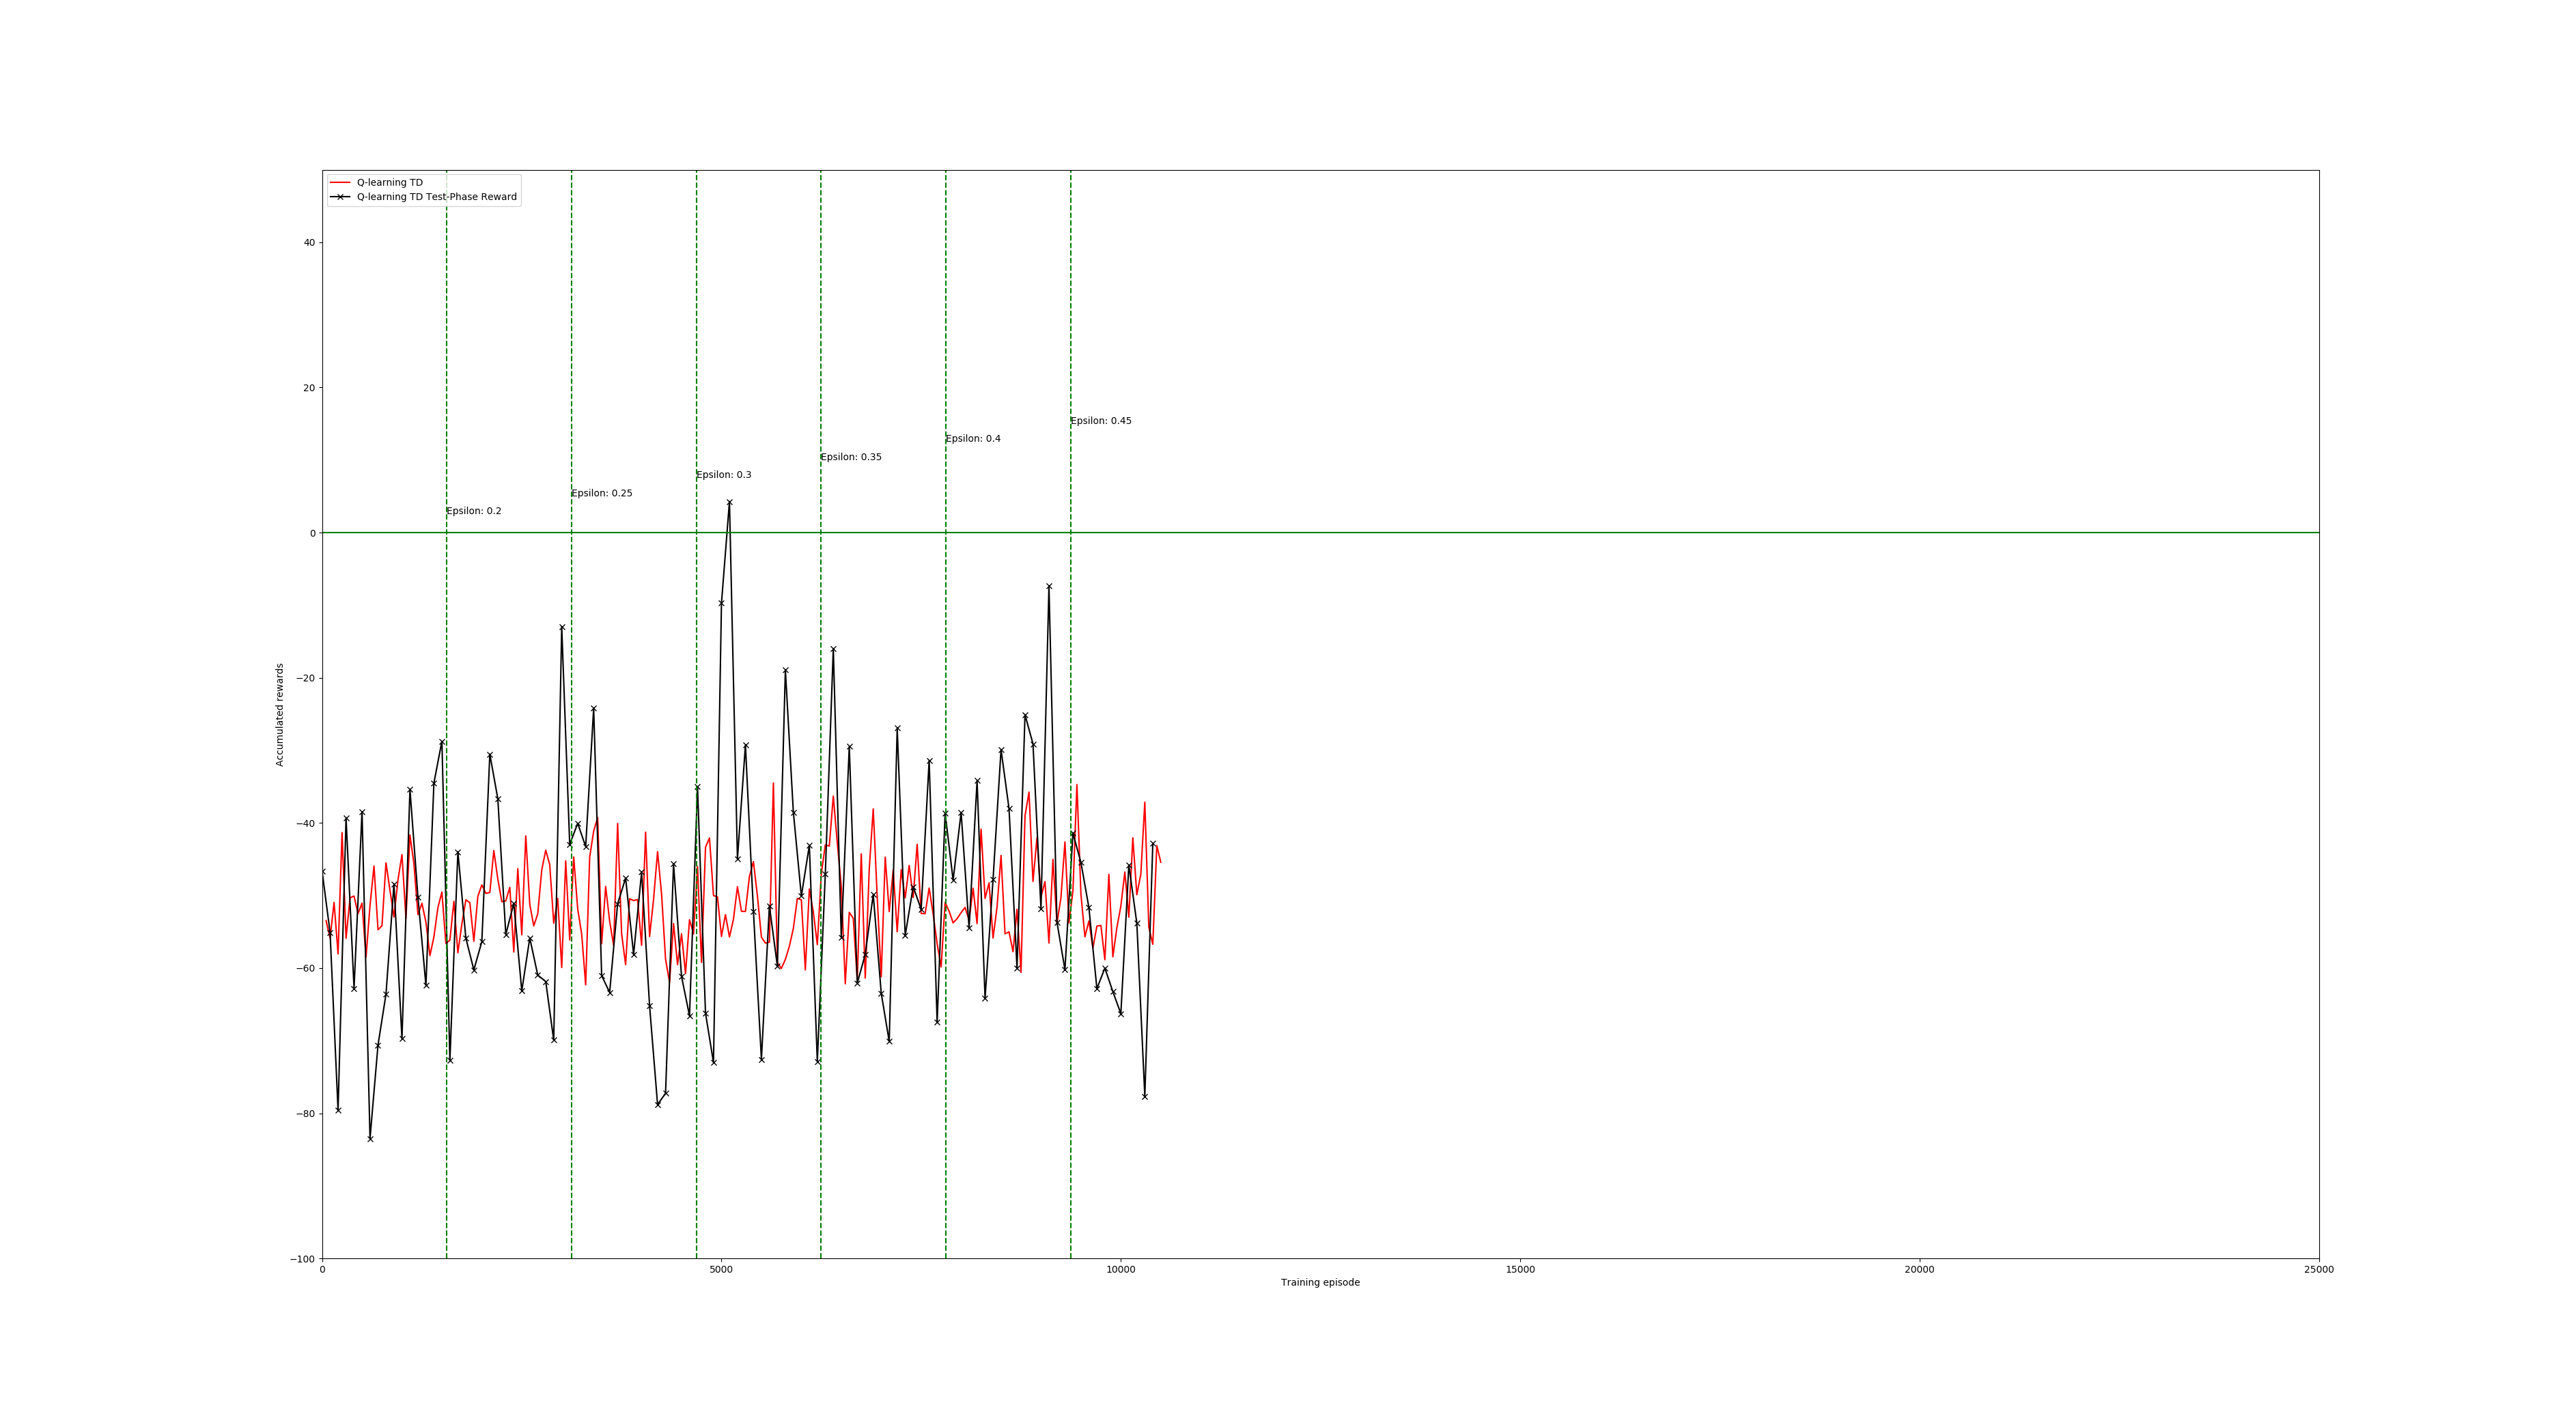 Q-learning TD
Q-learning TD Test-Phase Reward
40
20
0
−20
−40
−60
−80
−100
Accumulated rewards
Epsilon: 0.2
Epsilon: 0.25
Epsilon: 0.3
Epsilon: 0.35
Epsilon: 0.4
Epsilon: 0.45
0
5000
10000
15000
20000
25000
Training episode